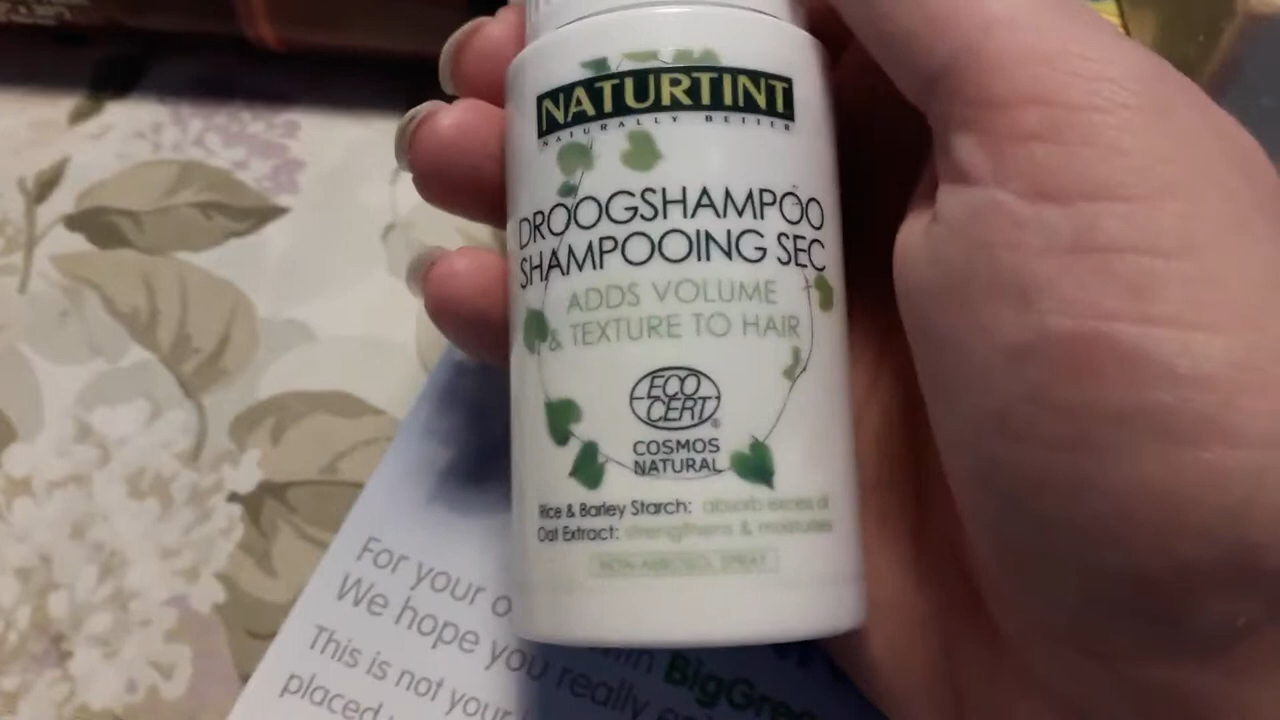 NATURTINT
NATURALLY BETTER
DROOGSHAMPOO
SHAMPOOING SEC
ADDS VOLUME
& TEXTURE TO HAIR
ECO
CERT®
COSMOS
NATURAL
Rice & Barley Starch: absorb excess oil
Oat Extract: strengthens & moisturises
NON-AEROSOL SPRAY
For your o
We hope you really
This is not your
placed
BigGree